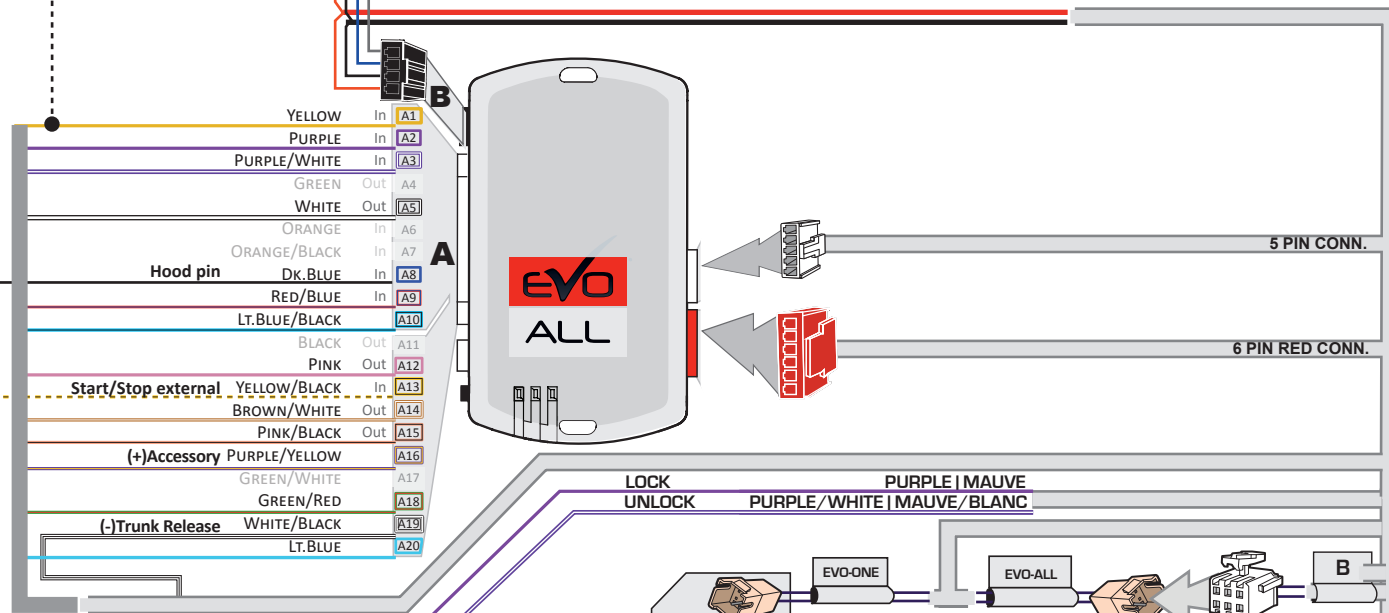 B
YELLOW In A1
PURPLE In A2
PURPLE/WHITE In A3
GREEN Out A4
WHITE Out A5
ORANGE In A6
ORANGE/BLACK In A7
A
Hood pin DK.BLUE In A8
RED/BLUE In A9
LT.BLUE/BLACK A10
BLACK Out A11
PINK Out A12
Start/Stop external YELLOW/BLACK In A13
BROWN/WHITE Out A14
PINK/BLACK Out A15
(+)Accessory PURPLE/YELLOW A16
GREEN/WHITE A17
GREEN/RED A18
(-)Trunk Release WHITE/BLACK A19
LT.BLUE A20
EVO
ALL
5 PIN CONN.
6 PIN RED CONN.
LOCK PURPLE | MAUVE
UNLOCK PURPLE/WHITE | MAUVE/BLANC
EVO-ONE
EVO-ALL
B